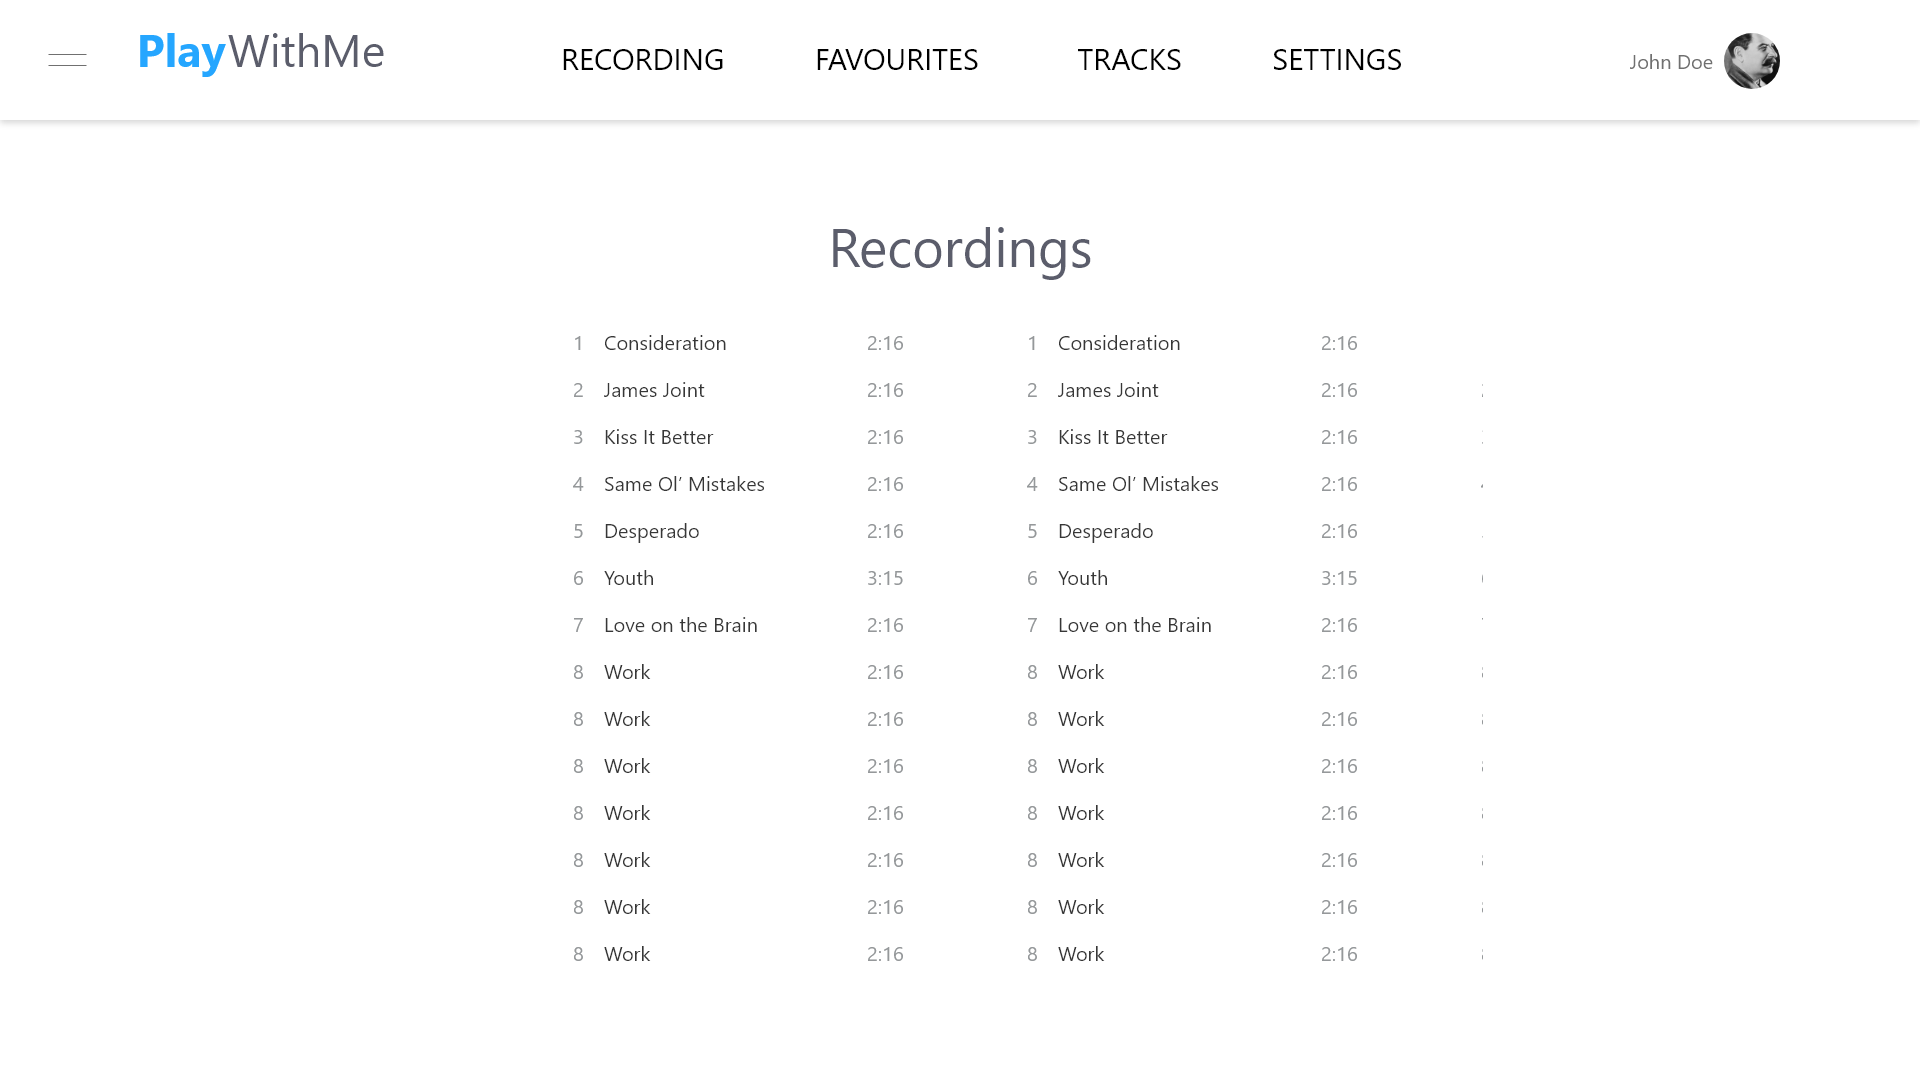 PlayWithMe
RECORDING FAVOURITES TRACKS SETTINGS
John Doe
Recordings
1 Consideration 2:16
2 James Joint 2:16
3 Kiss It Better 2:16
4 Same Ol’ Mistakes 2:16
5 Desperado 2:16
6 Youth 3:15
7 Love on the Brain 2:16
8 Work 2:16
8 Work 2:16
8 Work 2:16
8 Work 2:16
8 Work 2:16
8 Work 2:16
8 Work 2:16
1 Consideration 2:16
2 James Joint 2:16
3 Kiss It Better 2:16
4 Same Ol’ Mistakes 2:16
5 Desperado 2:16
6 Youth 3:15
7 Love on the Brain 2:16
8 Work 2:16
8 Work 2:16
8 Work 2:16
8 Work 2:16
8 Work 2:16
8 Work 2:16
8 Work 2:16